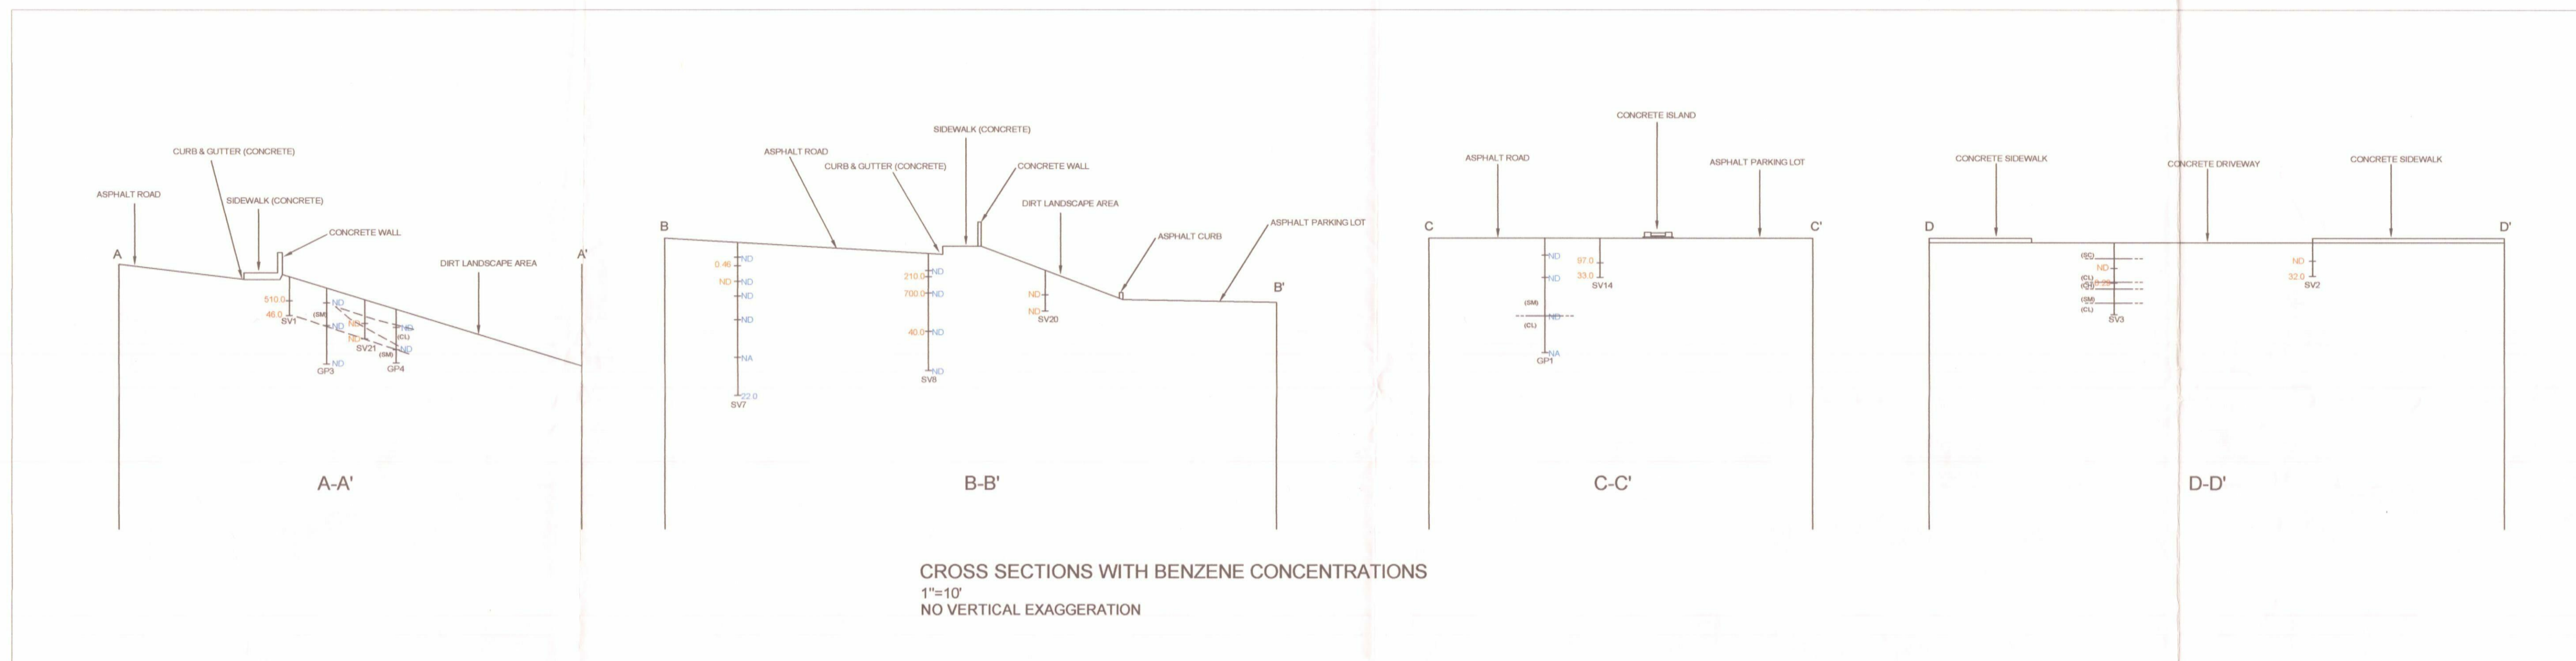 CURB & GUTTER (CONCRETE)
ASPHALT ROAD
SIDEWALK (CONCRETE)
CONCRETE WALL
DIRT LANDSCAPE AREA
A
A'
510.0
46.0
SV1
ND
(SM)
ND
ND
GP3
ND
SV21
ND
(CL)
ND
(SM)
GP4
A-A'
SIDEWALK (CONCRETE)
ASPHALT ROAD
CURB & GUTTER (CONCRETE)
CONCRETE WALL
DIRT LANDSCAPE AREA
ASPHALT CURB
ASPHALT PARKING LOT
B
B'
ND
0.46
ND ND
ND
ND
NA
22.0
SV7
ND
210.0
700.0 ND
40.0 ND
ND
SV8
ND
ND
SV20
B-B'
CONCRETE ISLAND
ASPHALT ROAD
ASPHALT PARKING LOT
C
C'
ND
ND
(SM)
ND
(CL)
NA
GP1
97.0
33.0
SV14
C-C'
CONCRETE SIDEWALK
CONCRETE DRIVEWAY
CONCRETE SIDEWALK
D
D'
(SC)
ND
(CL)
(SM)
(CL)
SV3
ND
32.0
SV2
D-D'
CROSS SECTIONS WITH BENZENE CONCENTRATIONS
1"=10'
NO VERTICAL EXAGGERATION